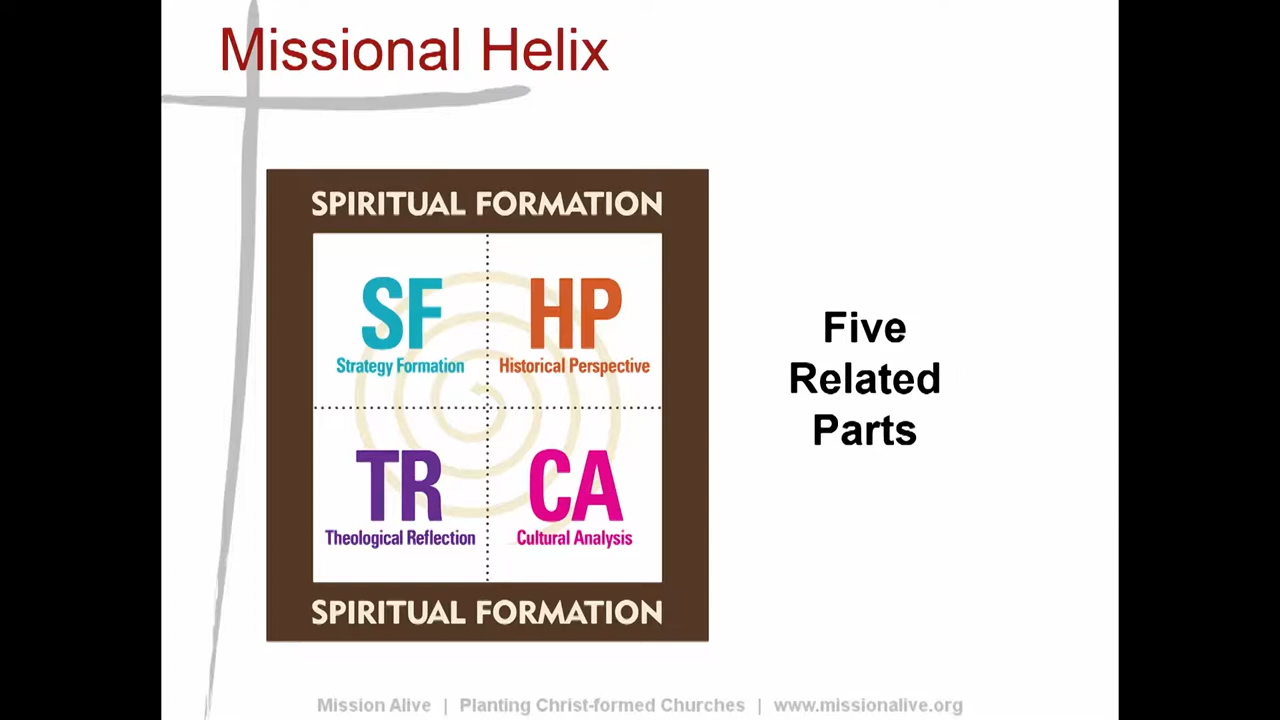 Missional Helix
SPIRITUAL FORMATION
SF
Strategy Formation
HP
Historical Perspective
TR
Theological Reflection
CA
Cultural Analysis
SPIRITUAL FORMATION
Five
Related
Parts
Mission Alive | Planting Christ-formed Churches | www.missionalive.org